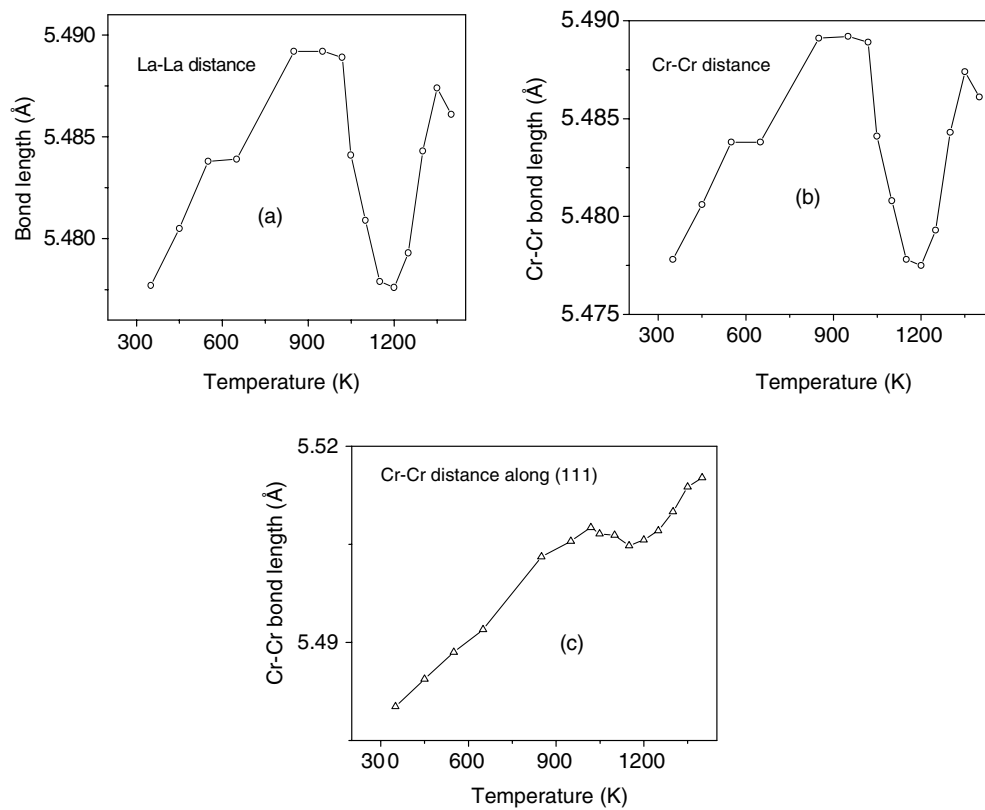 5.490
5.485
5.480
Bond length (Å)
La-La distance
(a)
300
600
900
1200
Temperature (K)
5.490
5.485
5.480
5.475
Cr-Cr bond length (Å)
Cr-Cr distance
(b)
300
600
900
1200
Temperature (K)
5.52
5.49
Cr-Cr bond length (Å)
Cr-Cr distance along (111)
(c)
300
600
900
1200
Temperature (K)